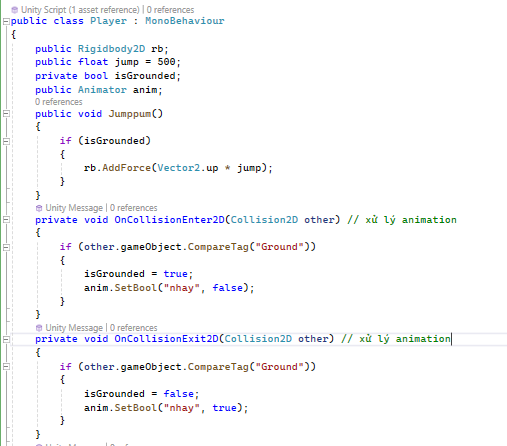 Unity Script (1 asset reference) | 0 references
public class Player : MonoBehaviour
{
    public Rigidbody2D rb;
    public float jump = 500;
    private bool isGrounded;
    public Animator anim;
    0 references
    public void Jumppum()
    {
        if (isGrounded)
        {
            rb.AddForce(Vector2.up * jump);
        }
    }
    Unity Message | 0 references
    private void OnCollisionEnter2D(Collision2D other) // xử lý animation
    {
        if (other.gameObject.CompareTag("Ground"))
        {
            isGrounded = true;
            anim.SetBool("nhay", false);
        }
    }
    Unity Message | 0 references
    private void OnCollisionExit2D(Collision2D other) // xử lý animation
    {
        if (other.gameObject.CompareTag("Ground"))
        {
            isGrounded = false;
            anim.SetBool("nhay", true);
        }
    }